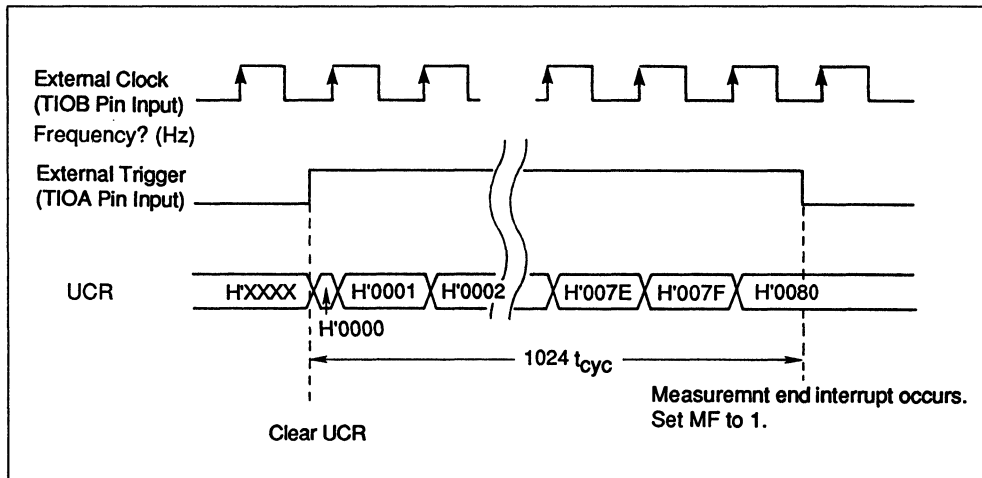 External Clock
(TIOB Pin Input)
Frequency? (Hz)
External Trigger
(TIOA Pin Input)
UCR
H'XXXX
H'0001
H'0002
H'007E
H'007F
H'0080
H'0000
1024 tcyc
Measuremnt end interrupt occurs.
Set MF to 1.
Clear UCR